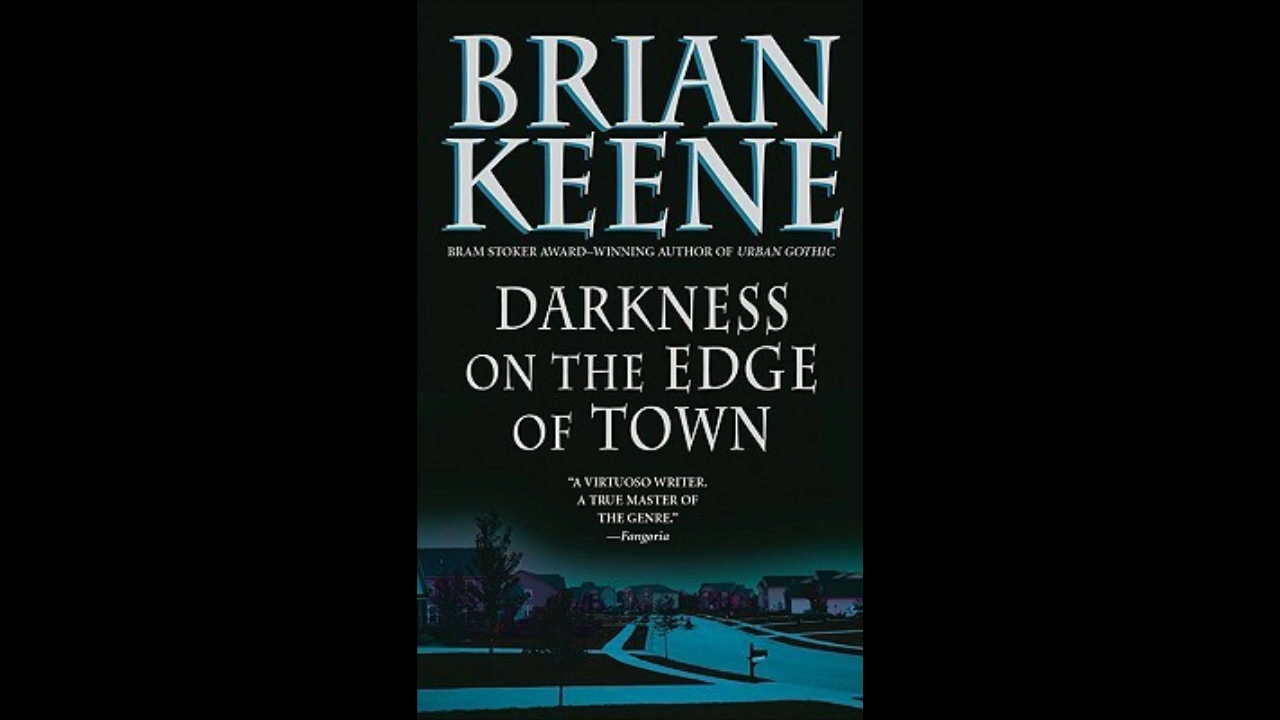 BRIAN
KEENE
BRAM STOKER AWARD–WINNING AUTHOR OF URBAN GOTHIC
DARKNESS
ON THE EDGE
OF TOWN
“A VIRTUOSO WRITER.
A TRUE MASTER OF
THE GENRE.”
—Fangoria